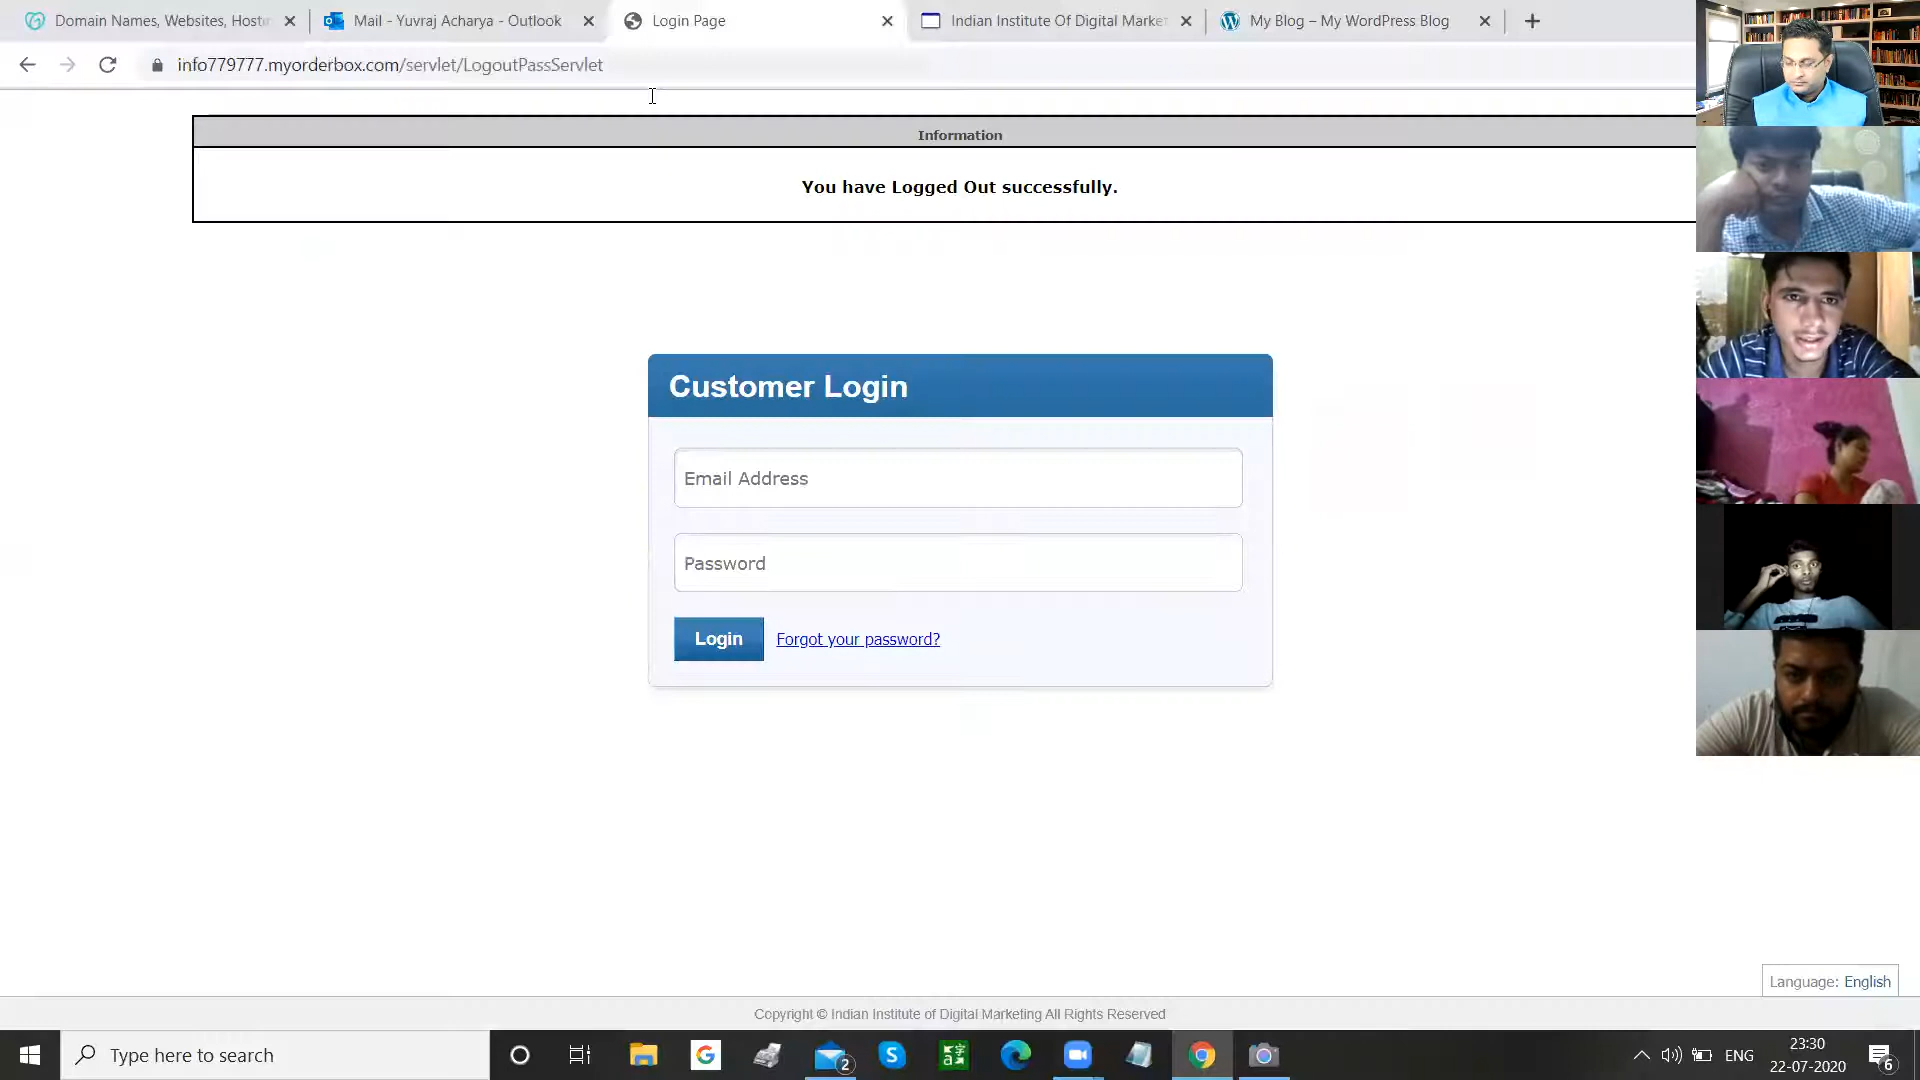 Domain Names, Websites, Hosti
Mail - Yuvraj Acharya - Outlook
Login Page
Indian Institute Of Digital Market
My Blog – My WordPress Blog
info779777.myorderbox.com/servlet/LogoutPassServlet
Information
You have Logged Out successfully.
Customer Login
Email Address
Password
Login
Forgot your password?
Language: English
Copyright © Indian Institute of Digital Marketing All Rights Reserved
Type here to search
2
ENG
23:30
22-07-2020
6